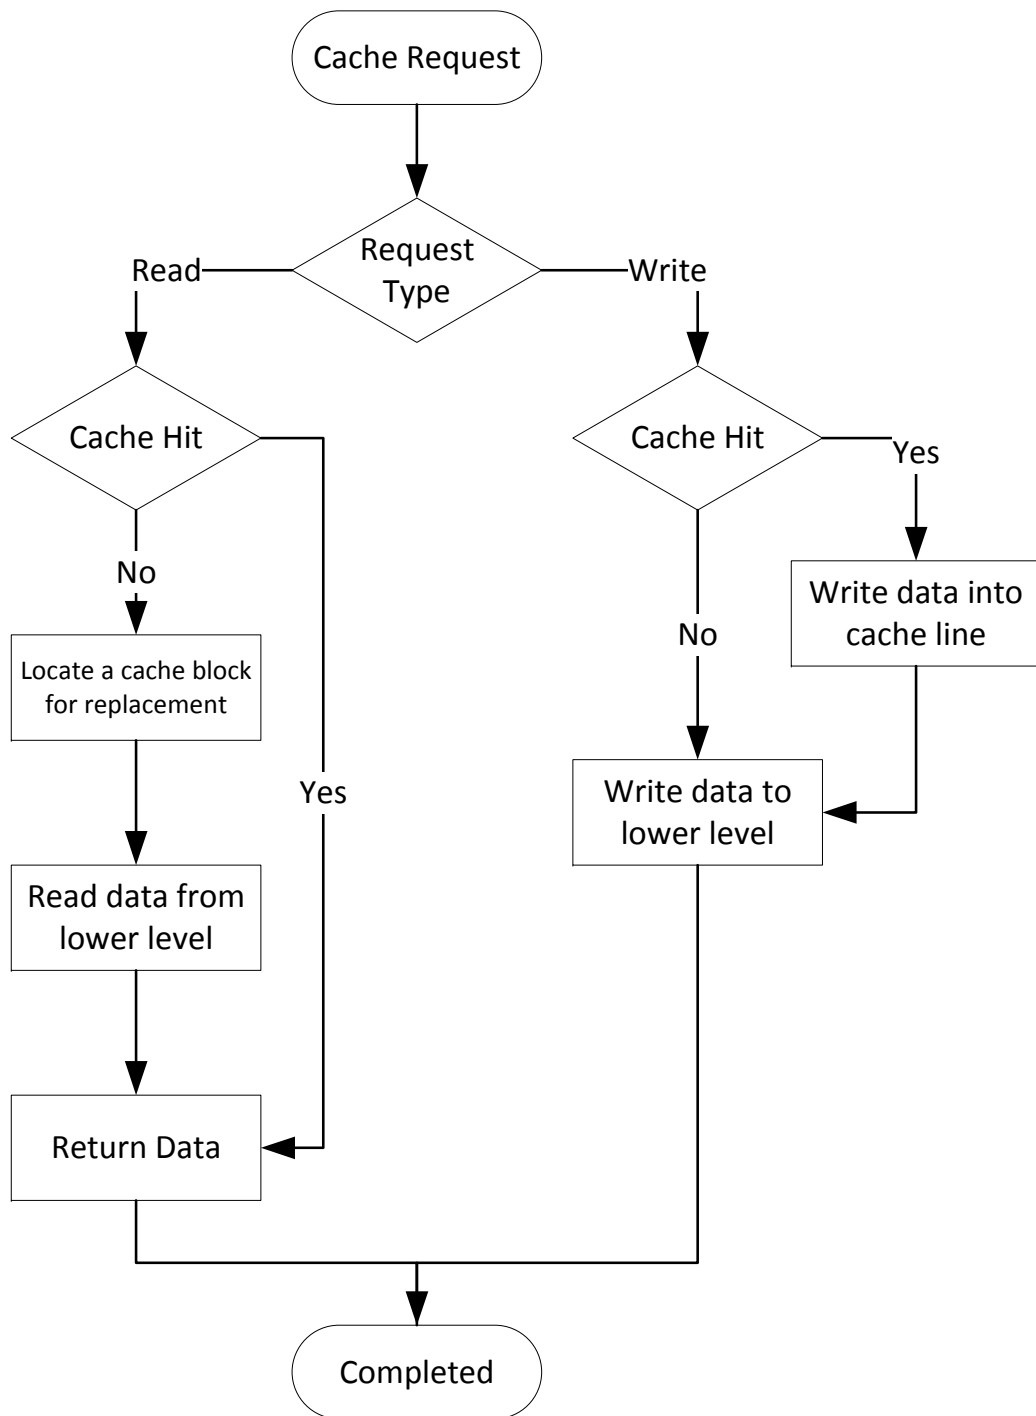 Cache Request
Request
Type
Read
Write
Cache Hit
Cache Hit
Yes
No
Write data into
cache line
No
Locate a cache block
for replacement
Yes
Write data to
lower level
Read data from
lower level
Return Data
Completed